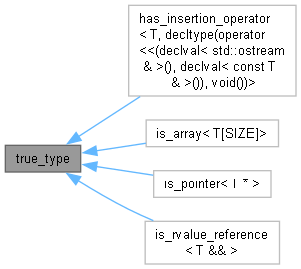 has_insertion_operator
< T, decltype(operator
<<(declval< std::ostream
& >(), declval< const T
& >()), void())>
is_array< T[SIZE]>
true_type
is_pointer< T * >
is_rvalue_reference
< T && >